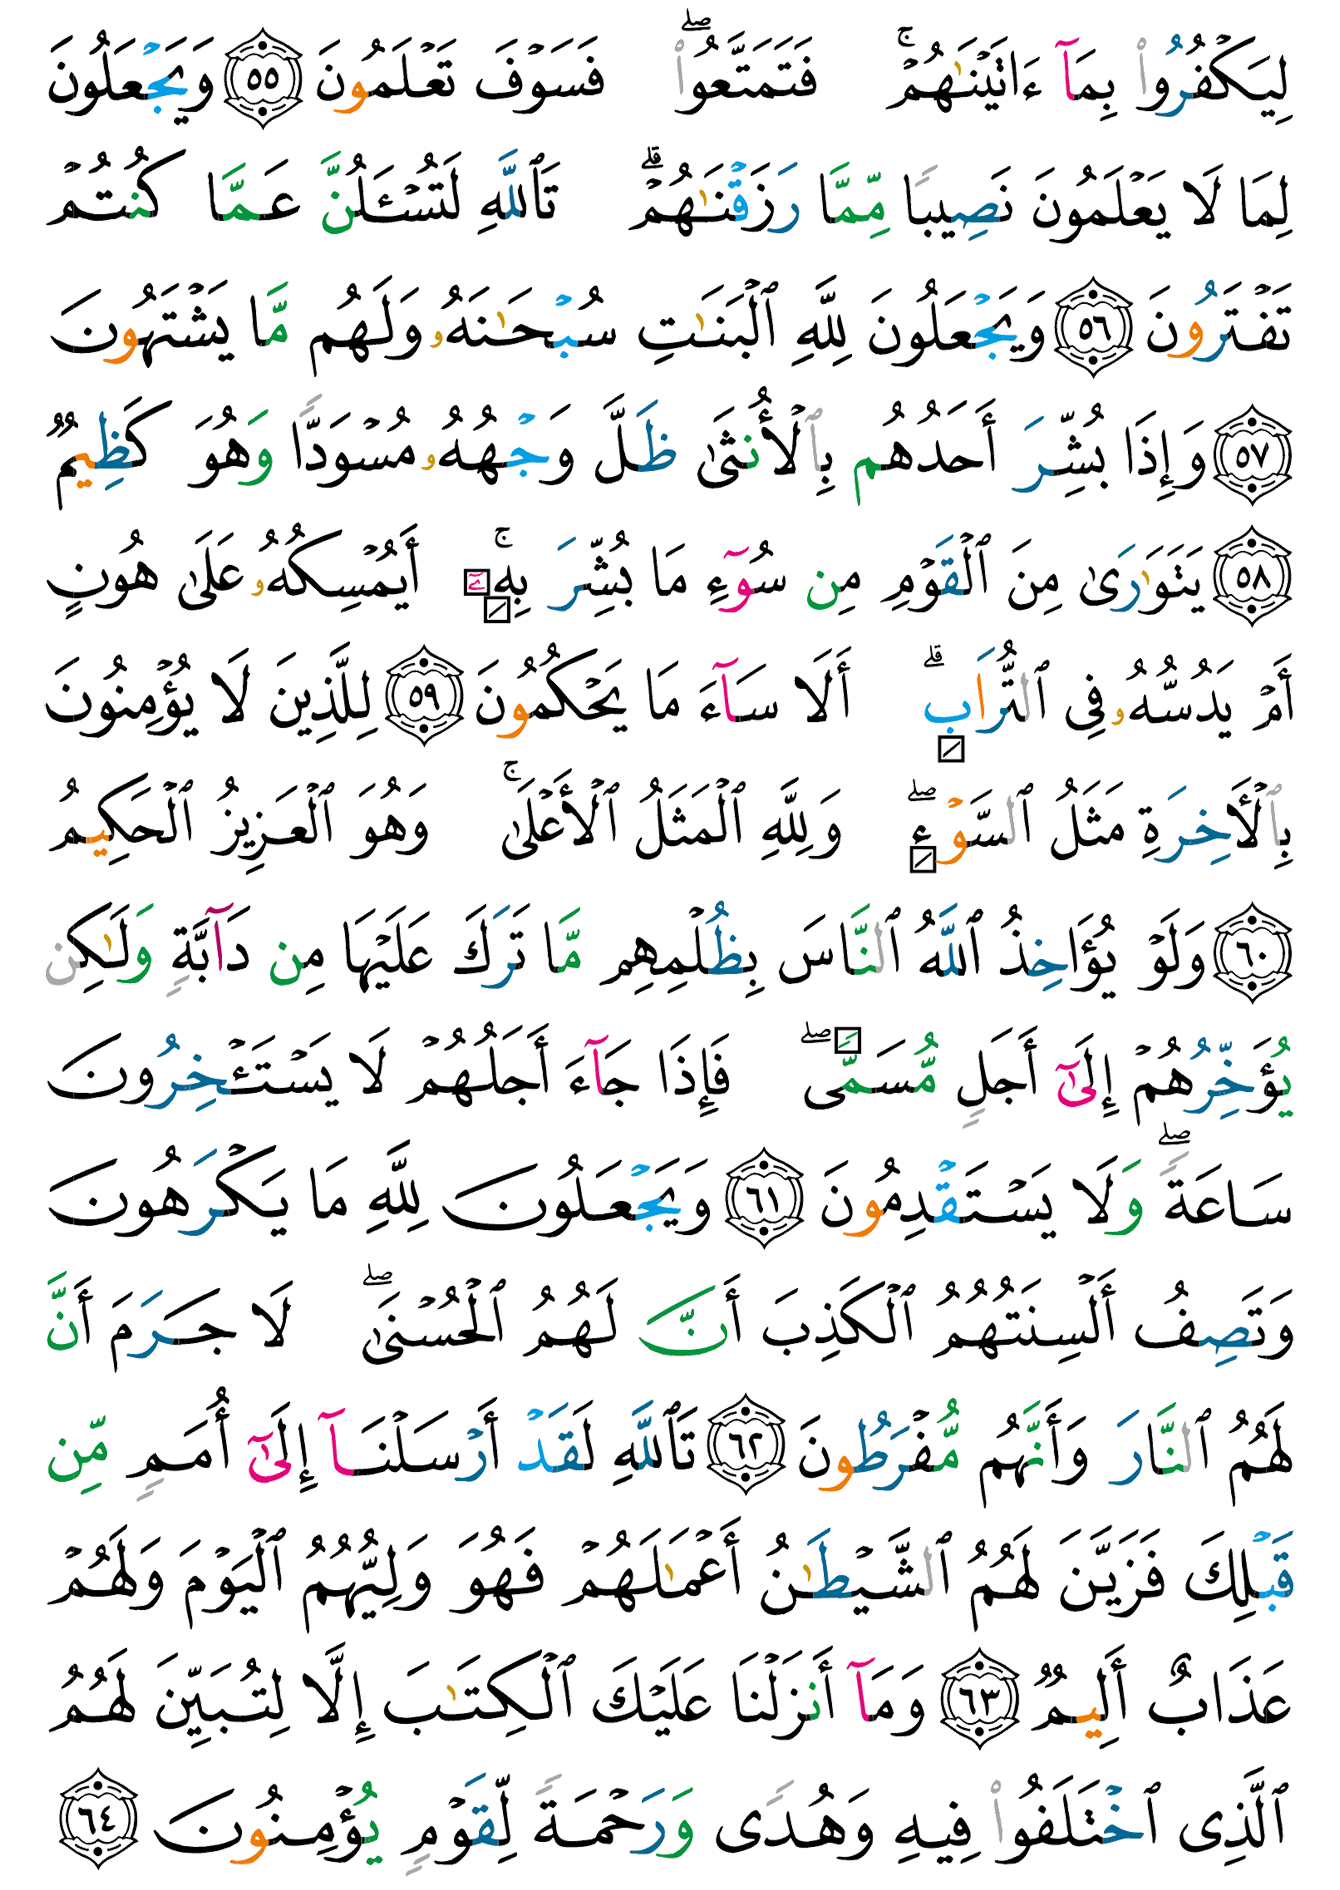 لِيَكْفُرُوا۟ بِمَآ ءَاتَيْنَٰهُمْ ۚ فَتَمَتَّعُوا۟ ۖ فَسَوْفَ تَعْلَمُونَ ٥٥ وَيَجْعَلُونَ
لِمَا لَا يَعْلَمُونَ نَصِيبًا مِّمَّا رَزَقْنَٰهُمْ ۗ تَٱللَّهِ لَتُسْـَٔلُنَّ عَمَّا كُنتُمْ
تَفْتَرُونَ ٥٦ وَيَجْعَلُونَ لِلَّهِ ٱلْبَنَٰتِ سُبْحَٰنَهُۥ وَلَهُم مَّا يَشْتَهُونَ
٥٧ وَإِذَا بُشِّرَ أَحَدُهُم بِٱلْأُنثَىٰ ظَلَّ وَجْهُهُۥ مُسْوَدًّا وَهُوَ كَظِيمٌ
٥٨ يَتَوَٰرَىٰ مِنَ ٱلْقَوْمِ مِن سُوٓءِ مَا بُشِّرَ بِهِۦٓ ۚ أَيُمْسِكُهُۥ عَلَىٰ هُونٍ
أَمْ يَدُسُّهُۥ فِى ٱلتُّرَابِ ۗ أَلَا سَآءَ مَا يَحْكُمُونَ ٥٩ لِلَّذِينَ لَا يُؤْمِنُونَ
بِٱلْـَٔاخِرَةِ مَثَلُ ٱلسَّوْءِ ۖ وَلِلَّهِ ٱلْمَثَلُ ٱلْأَعْلَىٰ ۚ وَهُوَ ٱلْعَزِيزُ ٱلْحَكِيمُ
٦٠ وَلَوْ يُؤَاخِذُ ٱللَّهُ ٱلنَّاسَ بِظُلْمِهِم مَّا تَرَكَ عَلَيْهَا مِن دَآبَّةٍ وَلَٰكِن
يُؤَخِّرُهُمْ إِلَىٰٓ أَجَلٍ مُّسَمًّى ۖ فَإِذَا جَآءَ أَجَلُهُمْ لَا يَسْتَـْٔخِرُونَ
سَاعَةً ۖ وَلَا يَسْتَقْدِمُونَ ٦١ وَيَجْعَلُونَ لِلَّهِ مَا يَكْرَهُونَ
وَتَصِفُ أَلْسِنَتُهُمُ ٱلْكَذِبَ أَنَّ لَهُمُ ٱلْحُسْنَىٰ ۖ لَا جَرَمَ أَنَّ
لَهُمُ ٱلنَّارَ وَأَنَّهُم مُّفْرَطُونَ ٦٢ تَٱللَّهِ لَقَدْ أَرْسَلْنَآ إِلَىٰٓ أُمَمٍ مِّن
قَبْلِكَ فَزَيَّنَ لَهُمُ ٱلشَّيْطَٰنُ أَعْمَٰلَهُمْ فَهُوَ وَلِيُّهُمُ ٱلْيَوْمَ وَلَهُمْ
عَذَابٌ أَلِيمٌ ٦٣ وَمَآ أَنزَلْنَا عَلَيْكَ ٱلْكِتَٰبَ إِلَّا لِتُبَيِّنَ لَهُمُ
ٱلَّذِى ٱخْتَلَفُوا۟ فِيهِ وَهُدًى وَرَحْمَةً لِّقَوْمٍ يُؤْمِنُونَ ٦٤